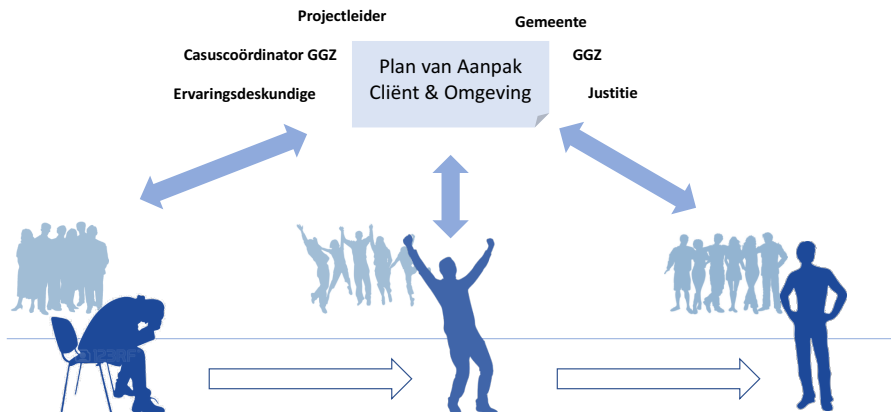 Projectleider
Gemeente
Casuscoördinator GGZ
Plan van Aanpak
Cliënt & Omgeving
GGZ
Ervaringsdeskundige
Justitie